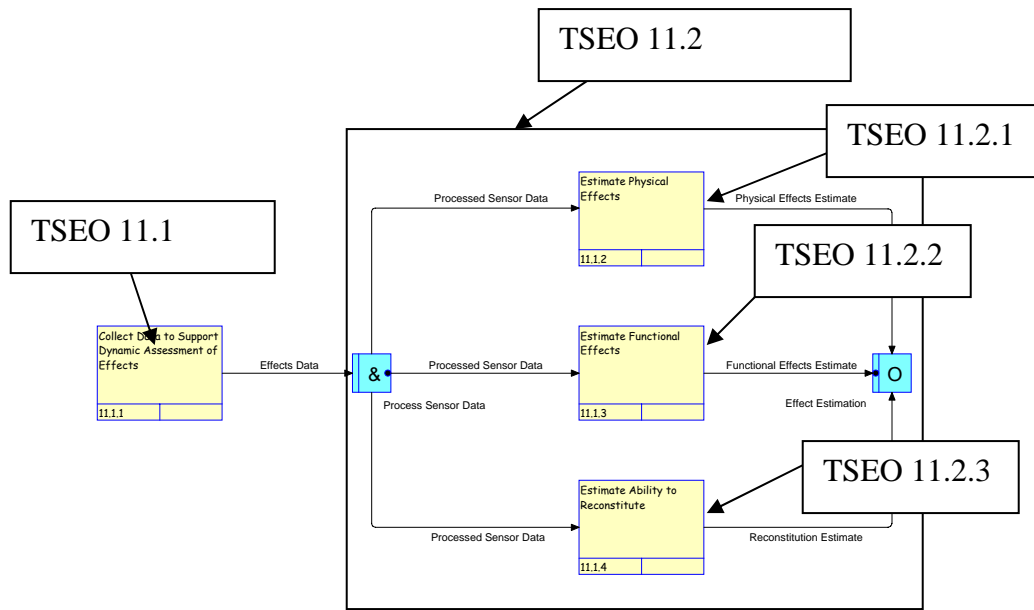 TSEO 11.2
TSEO 11.2.1
Estimate Physical
Effects
Processed Sensor Data
Physical Effects Estimate
TSEO 11.1
11.1.2
TSEO 11.2.2
Collect Data to Support
Dynamic Assessment of
Effects
Estimate Functional
Effects
Effects Data
&
Processed Sensor Data
Functional Effects Estimate
O
Process Sensor Data
Effect Estimation
11.1.1
11.1.3
TSEO 11.2.3
Estimate Ability to
Reconstitute
Processed Sensor Data
Reconstitution Estimate
11.1.4